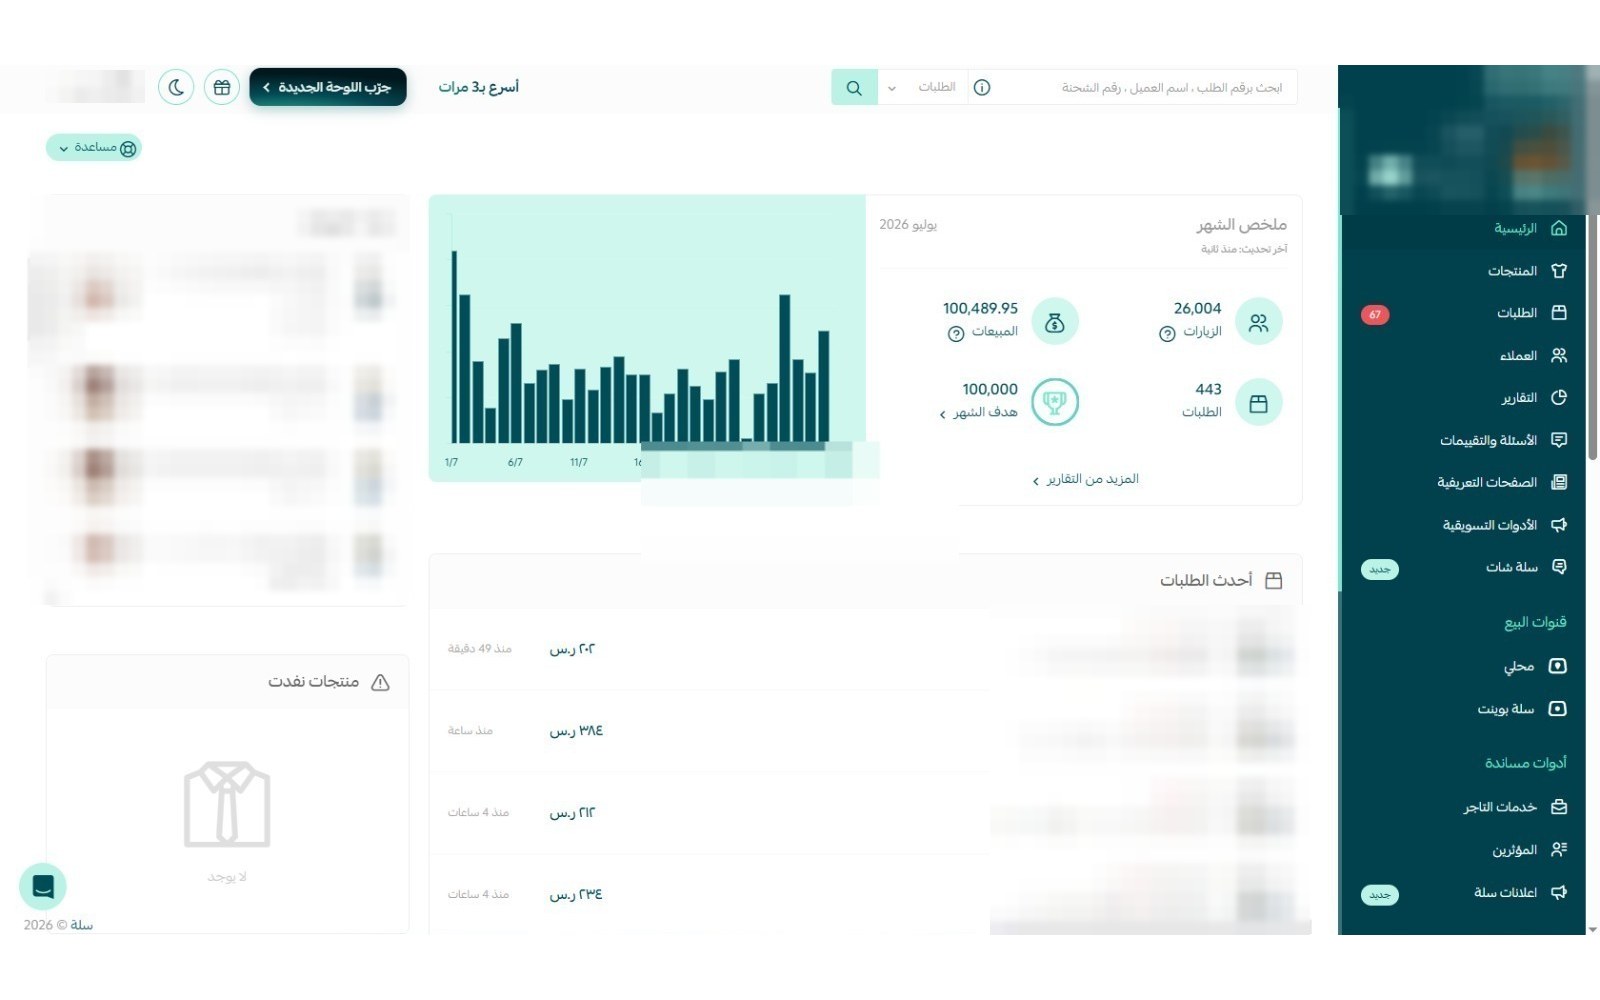 ابحث برقم الطلب ، اسم العميل ، رقم الشحنة
الطلبات
أسرع بـ3 مرات
جرّب اللوحة الجديدة
مساعدة
الرئيسية
المنتجات
الطلبات
67
العملاء
التقارير
الأسئلة والتقييمات
الصفحات التعريفية
الأدوات التسويقية
سلة شات
جديد
قنوات البيع
محلي
سلة بوينت
أدوات مساندة
خدمات التاجر
المؤثرين
اعلانات سلة
جديد
ملخص الشهر
يوليو 2026
آخر تحديث: منذ ثانية
26,004
الزيارات
100,489.95
المبيعات
443
الطلبات
100,000
هدف الشهر
المزيد من التقارير
1/7
6/7
11/7
أحدث الطلبات
٢٠٢ ر.س
منذ 49 دقيقة
٣٨٤ ر.س
منذ ساعة
٢١٢ ر.س
منذ 4 ساعات
٢٣٤ ر.س
منذ 4 ساعات
منتجات نفدت
لا يوجد
سلة © 2026